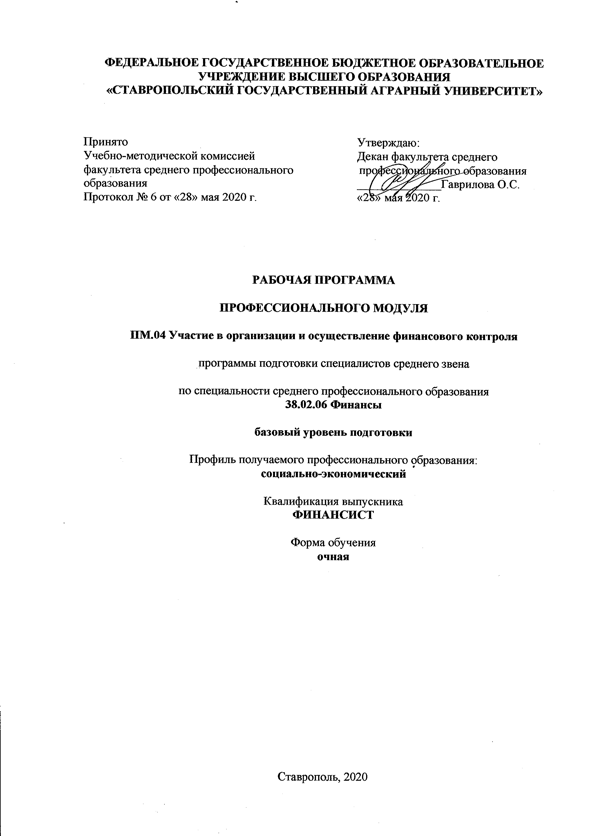 ФЕДЕРАЛЬНОЕ ГОСУДАРСТВЕННОЕ БЮДЖЕТНОЕ ОБРАЗОВАТЕЛЬНОЕ
УЧРЕЖДЕНИЕ ВЫСШЕГО ОБРАЗОВАНИЯ
«СТАВРОПОЛЬСКИЙ ГОСУДАРСТВЕННЫЙ АГРАРНЫЙ УНИВЕРСИТЕТ»
Принято
Учебно-методической комиссией
факультета среднего профессионального
образования
Протокол № 6 от «28» мая 2020 г.
Утверждаю:
Декан факультета среднего
профессионального образования
Гаврилова О.С.
«28» мая 2020 г.
РАБОЧАЯ ПРОГРАММА
ПРОФЕССИОНАЛЬНОГО МОДУЛЯ
ПМ.04 Участие в организации и осуществление финансового контроля
программы подготовки специалистов среднего звена
по специальности среднего профессионального образования
38.02.06 Финансы
базовый уровень подготовки
Профиль получаемого профессионального образования:
социально-экономический
Квалификация выпускника
ФИНАНСИСТ
Форма обучения
очная
Ставрополь, 2020